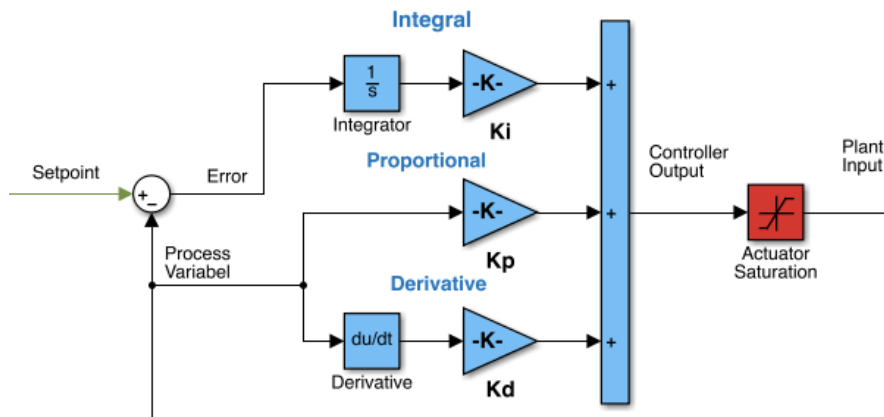 Integral
1
s
-K-
+
Integrator
Ki
Proportional
Setpoint
Error
Controller
Output
Plant
Input
+
_
-K-
+
Process
Variabel
Kp
Actuator
Saturation
Derivative
du/dt
-K-
+
Derivative
Kd